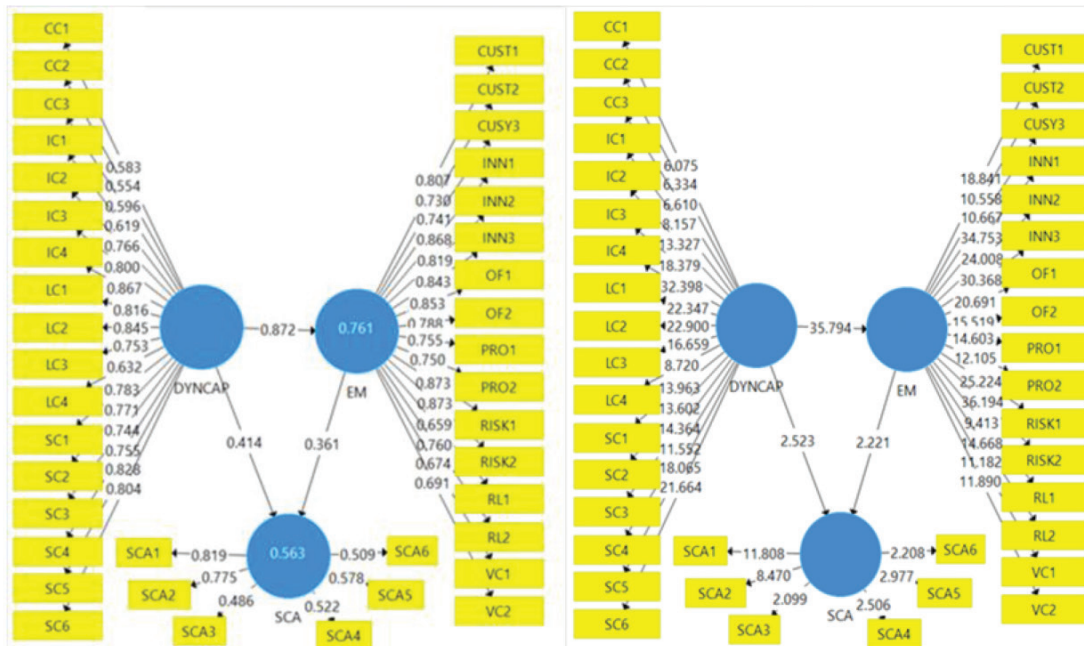 CC1
CC2
CC3
IC1
IC2
IC3
IC4
LC1
LC2
LC3
LC4
SC1
SC2
SC3
SC4
SC5
SC6
0.583
0.554
0.596
0.619
0.766
0.800
0.867
0.816
0.845
0.753
0.632
0.783
0.771
0.744
0.755
0.828
0.804
DYNCAP
0.872
0.761
EM
0.414
0.361
0.807
0.730
0.741
0.868
0.819
0.843
0.853
0.788
0.755
0.750
0.873
0.873
0.659
0.760
0.674
0.691
CUST1
CUST2
CUSY3
INN1
INN2
INN3
OF1
OF2
PRO1
PRO2
RISK1
RISK2
RL1
RL2
VC1
VC2
0.563
SCA
0.819
0.775
0.486
0.522
0.578
0.509
SCA1
SCA2
SCA3
SCA4
SCA5
SCA6
CC1
CC2
CC3
IC1
IC2
IC3
IC4
LC1
LC2
LC3
LC4
SC1
SC2
SC3
SC4
SC5
SC6
6.075
6.334
6.610
8.157
13.327
18.379
32.398
22.347
22.900
16.659
8.720
13.963
13.602
14.364
11.552
18.065
21.664
DYNCAP
35.794
EM
2.523
2.221
18.841
10.558
10.667
34.753
24.008
30.368
20.691
15.519
14.603
12.105
25.224
36.194
9.413
14.668
11.182
11.890
CUST1
CUST2
CUSY3
INN1
INN2
INN3
OF1
OF2
PRO1
PRO2
RISK1
RISK2
RL1
RL2
VC1
VC2
SCA
11.808
8.470
2.099
2.506
2.977
2.208
SCA1
SCA2
SCA3
SCA4
SCA5
SCA6